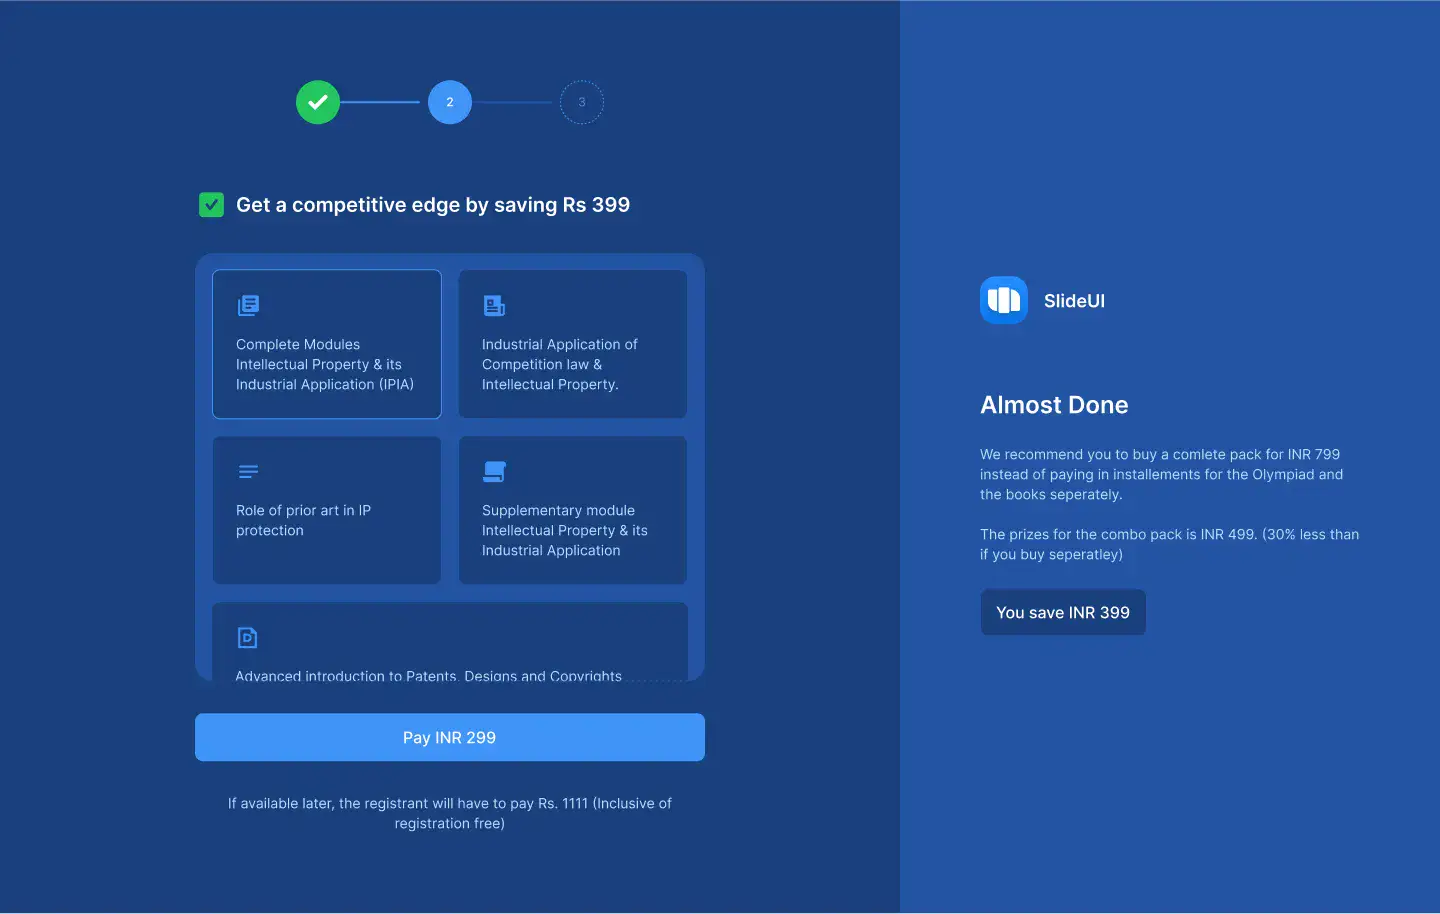 2
3
Get a competitive edge by saving Rs 399
Complete Modules
Intellectual Property & its
Industrial Application (IPIA)
Industrial Application of
Competition law &
Intellectual Property.
Role of prior art in IP
protection
Supplementary module
Intellectual Property & its
Industrial Application
D
Advanced introduction to Patents, Designs and Copyrights
Pay INR 299
If available later, the registrant will have to pay Rs. 1111 (Inclusive of
registration free)
SlideUI
Almost Done
We recommend you to buy a comlete pack for INR 799
instead of paying in installements for the Olympiad and
the books seperately.
The prizes for the combo pack is INR 499. (30% less than
if you buy seperatley)
You save INR 399